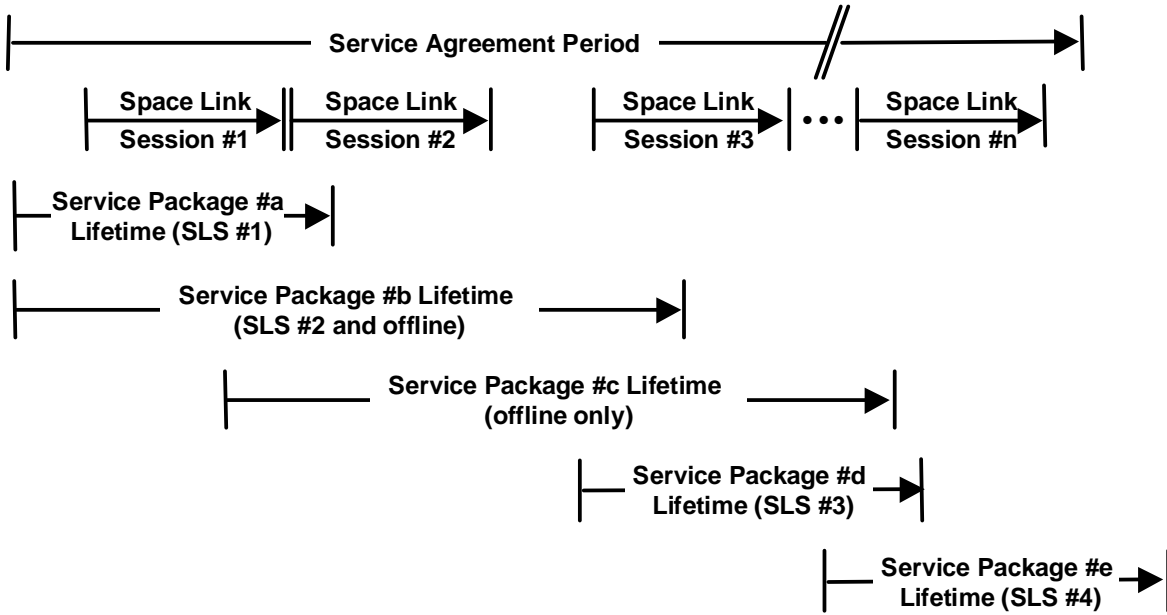 Service Agreement Period
Space Link
Session #1
Space Link
Session #2
Space Link
Session #3
Space Link
Session #n
Service Package #a
Lifetime (SLS #1)
Service Package #b Lifetime
(SLS #2 and offline)
Service Package #c Lifetime
(offline only)
Service Package #d
Lifetime (SLS #3)
Service Package #e
Lifetime (SLS #4)